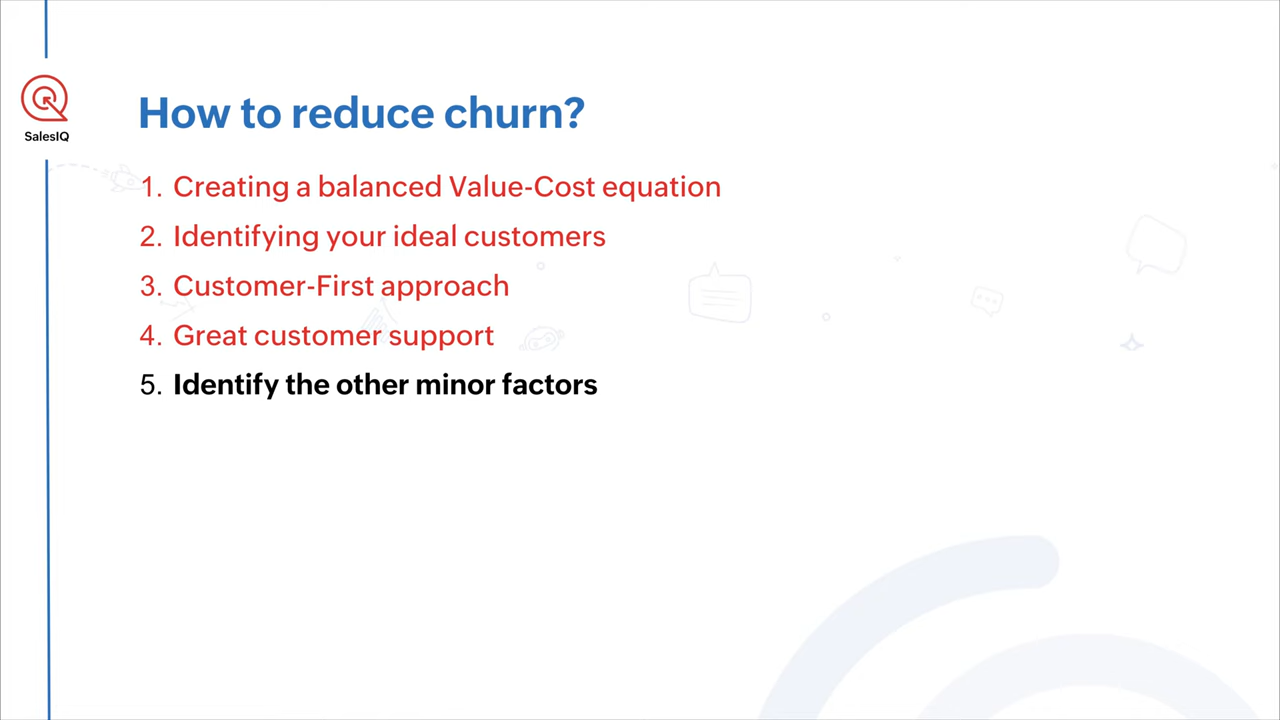 SalesIQ
How to reduce churn?
1. Creating a balanced Value-Cost equation
2. Identifying your ideal customers
3. Customer-First approach
4. Great customer support
5. Identify the other minor factors